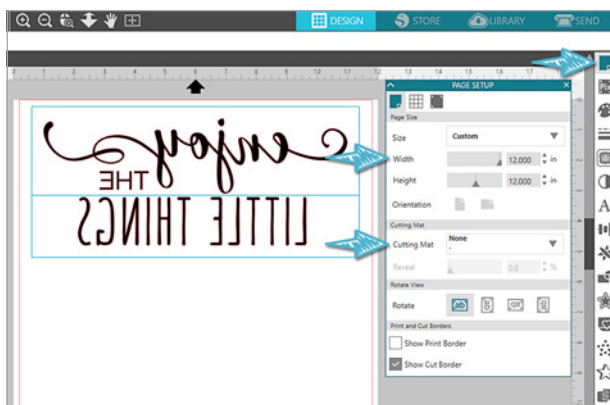 DESIGN STORE LIBRARY SEND
PAGE SETUP
Page Size
Size Custom
Width 12.000 in
Height 12.000 in
Orientation
Cutting Mat
Cutting Mat None
Reveal 0.0 %
Rotate View
Rotate
Print and Cut Borders
Show Print Border
Show Cut Border
enjoy
THE
LITTLE THINGS